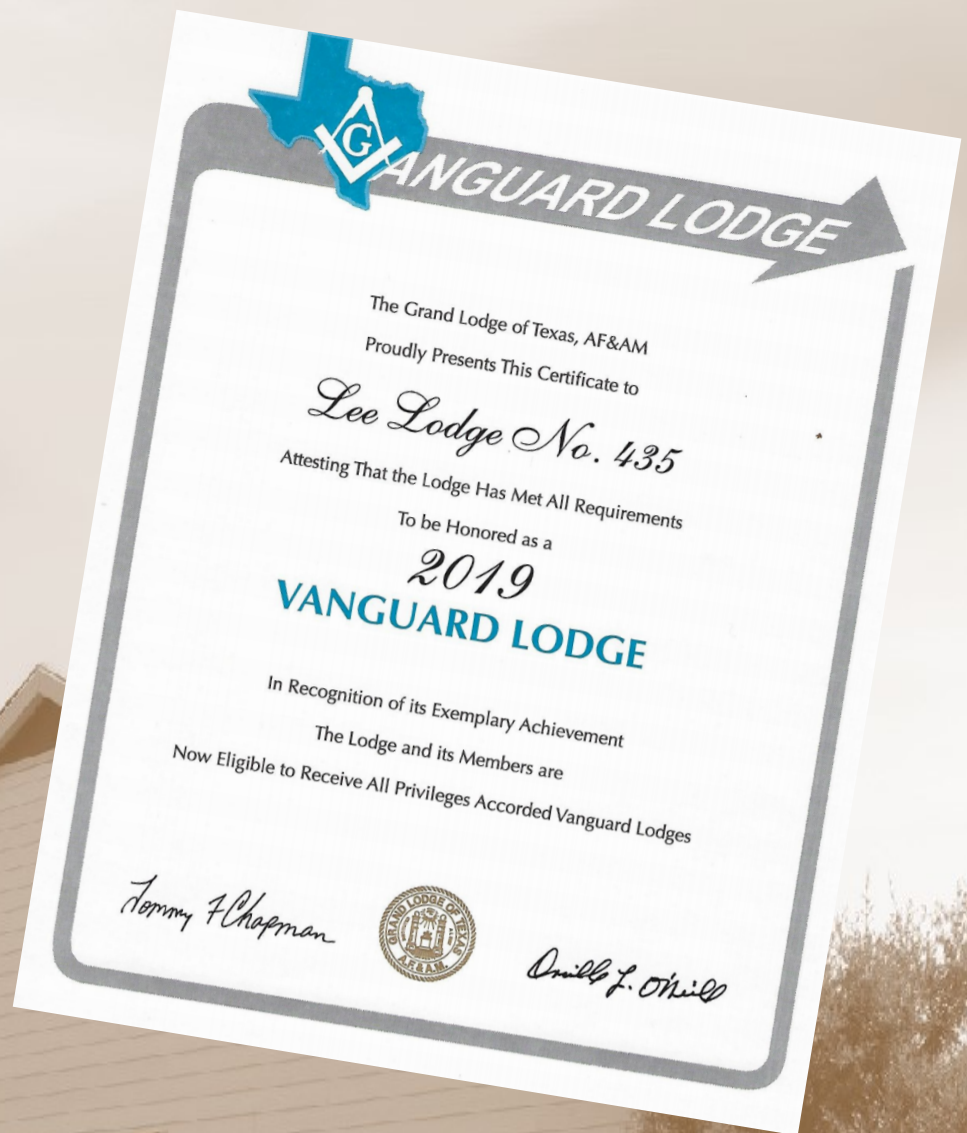 VANGUARD LODGE
The Grand Lodge of Texas, AF&AM
Proudly Presents This Certificate to
Lee Lodge No. 435
Attesting That the Lodge Has Met All Requirements
To be Honored as a
2019
VANGUARD LODGE
In Recognition of its Exemplary Achievement
The Lodge and its Members are
Now Eligible to Receive All Privileges Accorded Vanguard Lodges
Tommy F Chapman
GRAND LODGE OF TEXAS
A.F.& A.M.
Orville L. O'Neill